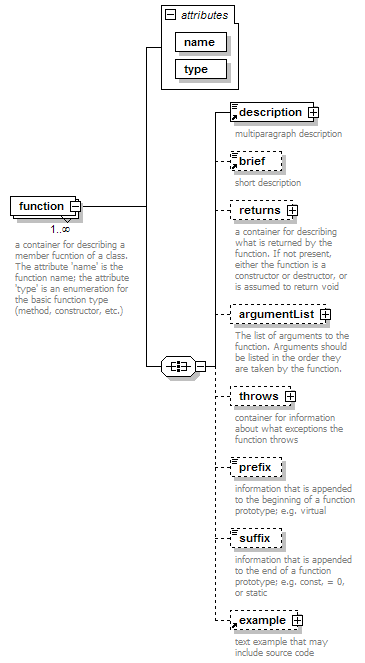 attributes
name
type
function
1..∞
a container for describing a
member fucntion of a class.
The attribute 'name' is the
function name; the attribute
'type' is an enumeration for
the basic function type
(method, constructor, etc.)
description
multiparagraph description
brief
short description
returns
a container for describing
what is returned by the
function. If not present,
either the function is a
constructor or destructor, or
is assumed to return void
argumentList
The list of arguments to the
function. Arguments should
be listed in the order they
are taken by the function.
throws
container for information
about what exceptions the
function throws
prefix
information that is appended
to the beginning of a function
prototype; e.g. virtual
suffix
information that is appended
to the end of a function
prototype; e.g. const, = 0,
or static
example
text example that may
include source code